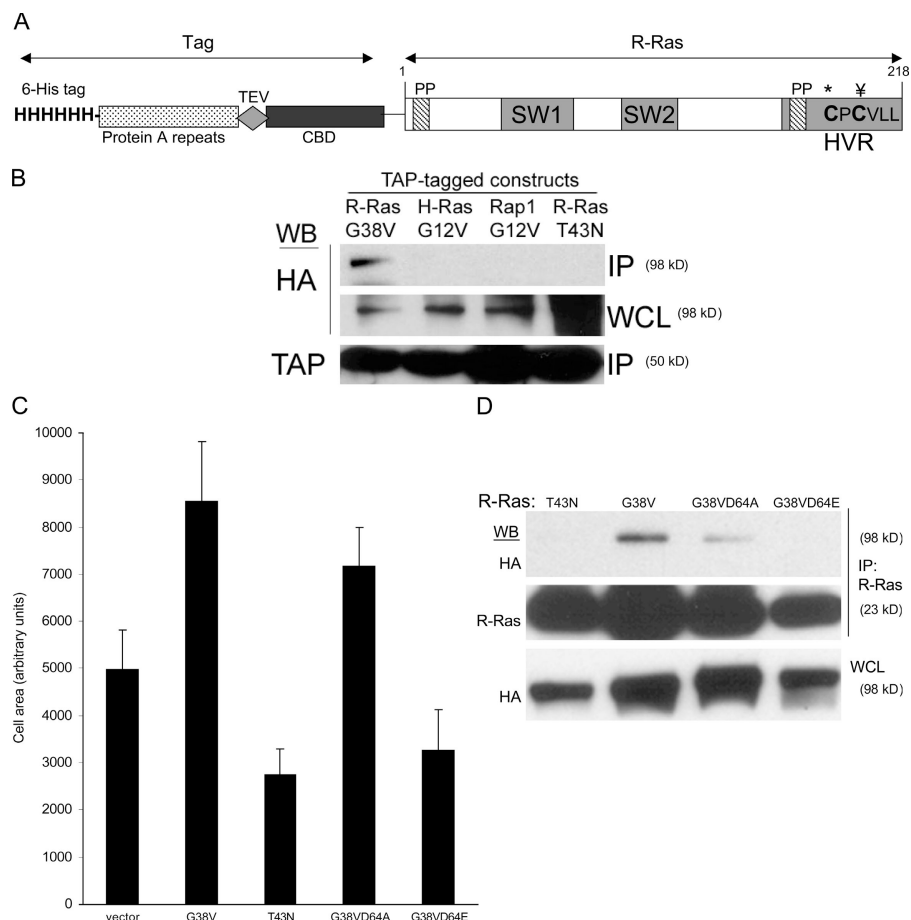 A
Tag
R-Ras
1
218
6-His tag
TEV
PP
PP
*
¥
HHHHHH
SW1
SW2
CPCVLL
Protein A repeats
CBD
HVR
B
TAP-tagged constructs
R-Ras H-Ras Rap1 R-Ras
WB G38V G12V G12V T43N
HA
IP (98 kD)
WCL (98 kD)
TAP
IP (50 kD)
C
Cell area (arbitrary units)
10000
9000
8000
7000
6000
5000
4000
3000
2000
1000
0
vector G38V T43N G38VD64A G38VD64E
D
R-Ras: T43N G38V G38VD64A G38VD64E
WB
HA
(98 kD)
IP:
R-Ras
R-Ras
(23 kD)
HA
WCL
(98 kD)